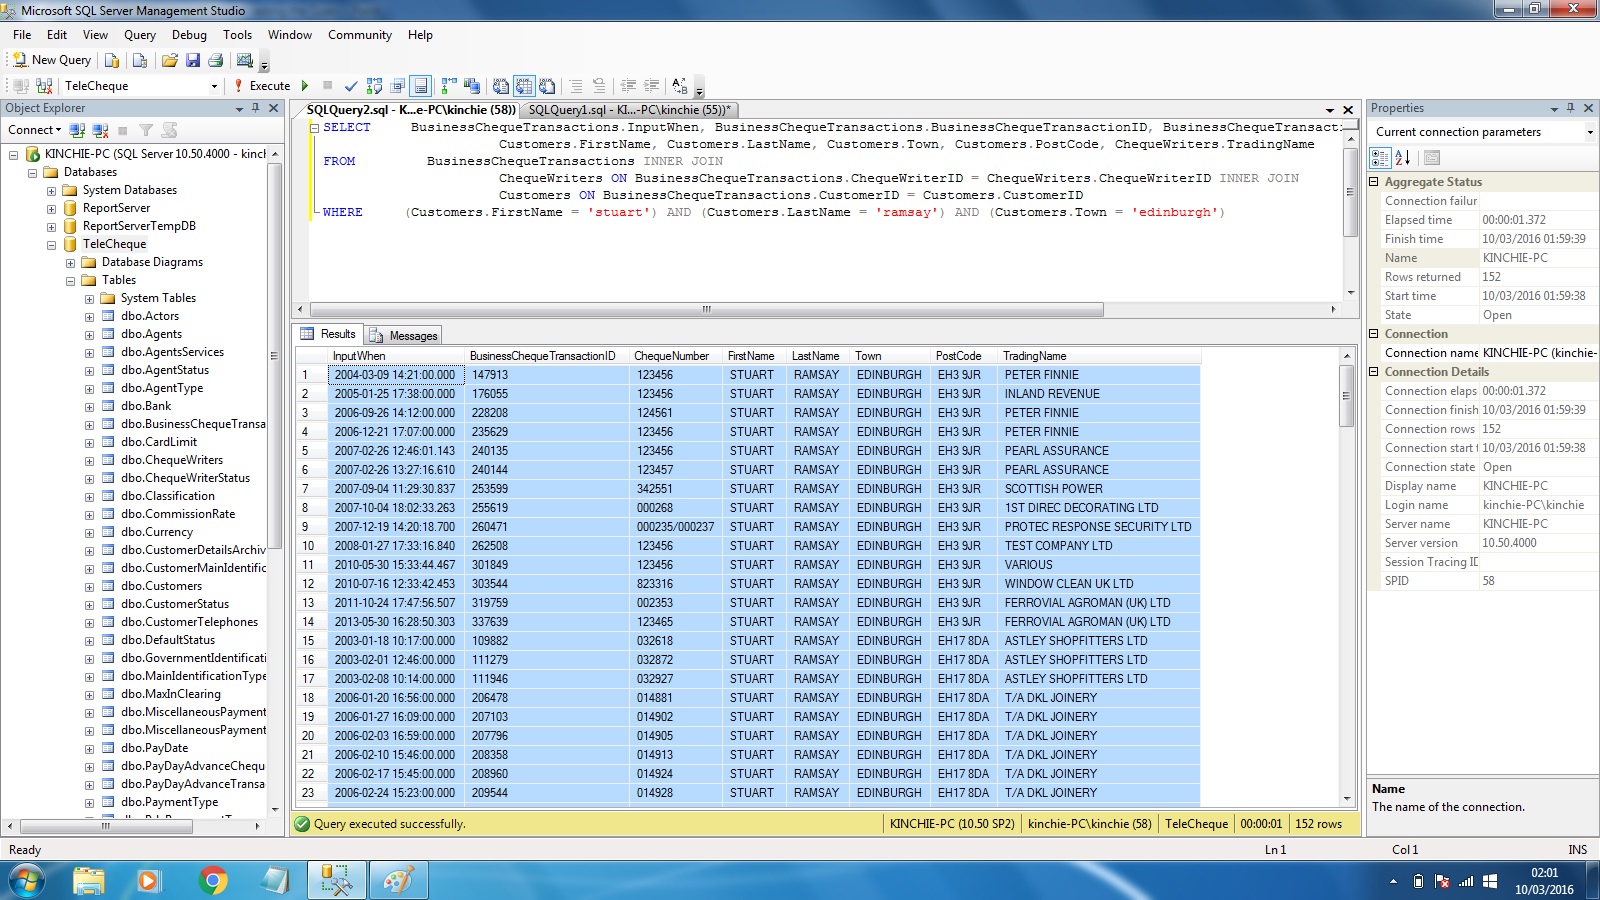 Microsoft SQL Server Management Studio
File Edit View Query Debug Tools Window Community Help
New Query
TeleCheque Execute
Object Explorer
Connect
KINCHIE-PC (SQL Server 10.50.4000 - kincl
Databases
System Databases
ReportServer
ReportServerTempDB
TeleCheque
Database Diagrams
Tables
System Tables
dbo.Actors
dbo.Agents
dbo.AgentsServices
dbo.AgentStatus
dbo.AgentType
dbo.Bank
dbo.BusinessChequeTransa
dbo.CardLimit
dbo.ChequeWriters
dbo.ChequeWriterStatus
dbo.Classification
dbo.CommissionRate
dbo.Currency
dbo.CustomerDetailsArchiv
dbo.CustomerMainIdentific
dbo.Customers
dbo.CustomerStatus
dbo.CustomerTelephones
dbo.DefaultStatus
dbo.GovernmentIdentificati
dbo.MainIdentificationType
dbo.MaxInClearing
dbo.MiscellaneousPayment
dbo.MiscellaneousPayment
dbo.PayDate
dbo.PayDayAdvanceChequ
dbo.PayDayAdvanceTransa
dbo.PaymentType
SQLQuery2.sql - K...e-PC\kinchie (58)) SQLQuery1.sql - KI...-PC\kinchie (55))*
SELECT BusinessChequeTransactions.InputWhen, BusinessChequeTransactions.BusinessChequeTransactionID, BusinessChequeTransacti
Customers.FirstName, Customers.LastName, Customers.Town, Customers.PostCode, ChequeWriters.TradingName
FROM BusinessChequeTransactions INNER JOIN
ChequeWriters ON BusinessChequeTransactions.ChequeWriterID = ChequeWriters.ChequeWriterID INNER JOIN
Customers ON BusinessChequeTransactions.CustomerID = Customers.CustomerID
WHERE (Customers.FirstName = 'stuart') AND (Customers.LastName = 'ramsay') AND (Customers.Town = 'edinburgh')
Results Messages
InputWhen BusinessChequeTransactionID ChequeNumber FirstName LastName Town PostCode TradingName
1 2004-03-09 14:21:00.000 147913 123456 STUART RAMSAY EDINBURGH EH3 9JR PETER FINNIE
2 2005-01-25 17:38:00.000 176055 123456 STUART RAMSAY EDINBURGH EH3 9JR INLAND REVENUE
3 2006-09-26 14:12:00.000 228208 124561 STUART RAMSAY EDINBURGH EH3 9JR PETER FINNIE
4 2006-12-21 17:07:00.000 235629 123456 STUART RAMSAY EDINBURGH EH3 9JR PETER FINNIE
5 2007-02-26 12:46:01.143 240135 123456 STUART RAMSAY EDINBURGH EH3 9JR PEARL ASSURANCE
6 2007-02-26 13:27:16.610 240144 123457 STUART RAMSAY EDINBURGH EH3 9JR PEARL ASSURANCE
7 2007-09-04 11:29:30.837 253599 342551 STUART RAMSAY EDINBURGH EH3 9JR SCOTTISH POWER
8 2007-10-04 18:02:33.263 255619 000268 STUART RAMSAY EDINBURGH EH3 9JR 1ST DIREC DECORATING LTD
9 2007-12-19 14:20:18.700 260471 000235/000237 STUART RAMSAY EDINBURGH EH3 9JR PROTEC RESPONSE SECURITY LTD
10 2008-01-27 17:33:16.840 262508 123456 STUART RAMSAY EDINBURGH EH3 9JR TEST COMPANY LTD
11 2010-05-30 15:33:44.467 301849 123456 STUART RAMSAY EDINBURGH EH3 9JR VARIOUS
12 2010-07-16 12:33:42.453 303544 823316 STUART RAMSAY EDINBURGH EH3 9JR WINDOW CLEAN UK LTD
13 2011-10-24 17:47:56.507 319759 002353 STUART RAMSAY EDINBURGH EH3 9JR FERROVIAL AGROMAN (UK) LTD
14 2013-05-30 16:28:50.303 337639 123465 STUART RAMSAY EDINBURGH EH3 9JR FERROVIAL AGROMAN (UK) LTD
15 2003-01-18 10:17:00.000 109882 032618 STUART RAMSAY EDINBURGH EH17 8DA ASTLEY SHOPFITTERS LTD
16 2003-02-01 12:46:00.000 111279 032872 STUART RAMSAY EDINBURGH EH17 8DA ASTLEY SHOPFITTERS LTD
17 2003-02-08 10:14:00.000 111946 032927 STUART RAMSAY EDINBURGH EH17 8DA ASTLEY SHOPFITTERS LTD
18 2006-01-20 16:56:00.000 206478 014881 STUART RAMSAY EDINBURGH EH17 8DA T/A DKL JOINERY
19 2006-01-27 16:09:00.000 207103 014902 STUART RAMSAY EDINBURGH EH17 8DA T/A DKL JOINERY
20 2006-02-03 16:59:00.000 207796 014905 STUART RAMSAY EDINBURGH EH17 8DA T/A DKL JOINERY
21 2006-02-10 15:46:00.000 208358 014913 STUART RAMSAY EDINBURGH EH17 8DA T/A DKL JOINERY
22 2006-02-17 15:45:00.000 208960 014924 STUART RAMSAY EDINBURGH EH17 8DA T/A DKL JOINERY
23 2006-02-24 15:23:00.000 209544 014928 STUART RAMSAY EDINBURGH EH17 8DA T/A DKL JOINERY
Query executed successfully. KINCHIE-PC (10.50 SP2) kinchie-PC\kinchie (58) TeleCheque 00:00:01 152 rows
Properties
Current connection parameters
Aggregate Status
Connection failur
Elapsed time 00:00:01.372
Finish time 10/03/2016 01:59:39
Name KINCHIE-PC
Rows returned 152
Start time 10/03/2016 01:59:38
State Open
Connection
Connection name KINCHIE-PC (kinchie-
Connection Details
Connection elaps 00:00:01.372
Connection finish 10/03/2016 01:59:39
Connection rows 152
Connection start t 10/03/2016 01:59:38
Connection state Open
Display name KINCHIE-PC
Login name kinchie-PC\kinchie
Server name KINCHIE-PC
Server version 10.50.4000
Session Tracing ID
SPID 58
Name
The name of the connection.
Ready Ln 1 Col 1 INS
02:01
10/03/2016